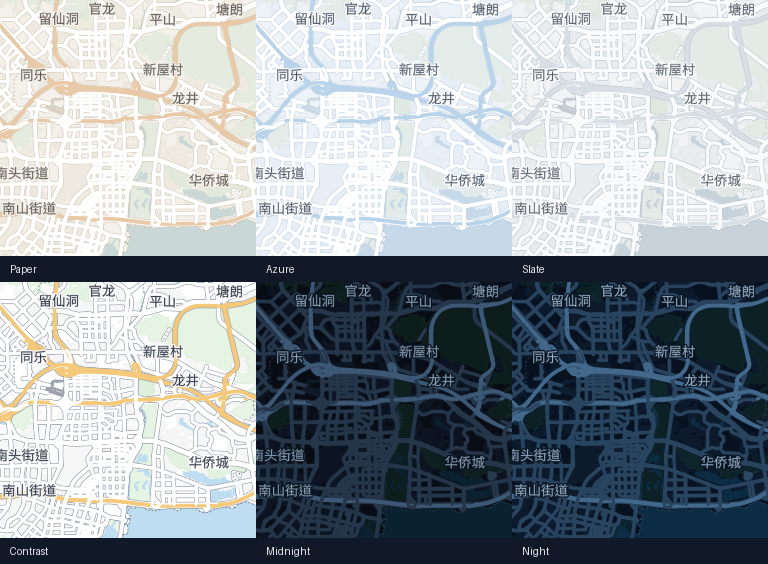 官龙
塘朗
留仙洞
平山
同乐
新屋村
龙井
南头街道
华侨城
南山街道
Paper
官龙
塘朗
留仙洞
平山
同乐
新屋村
龙井
南头街道
华侨城
南山街道
Azure
官龙
塘朗
留仙洞
平山
同乐
新屋村
龙井
南头街道
华侨城
南山街道
Slate
官龙
塘朗
留仙洞
平山
同乐
新屋村
龙井
南头街道
华侨城
南山街道
Contrast
官龙
塘朗
留仙洞
平山
同乐
新屋村
龙井
南头街道
华侨城
南山街道
Midnight
官龙
塘朗
留仙洞
平山
同乐
新屋村
龙井
南头街道
华侨城
南山街道
Night